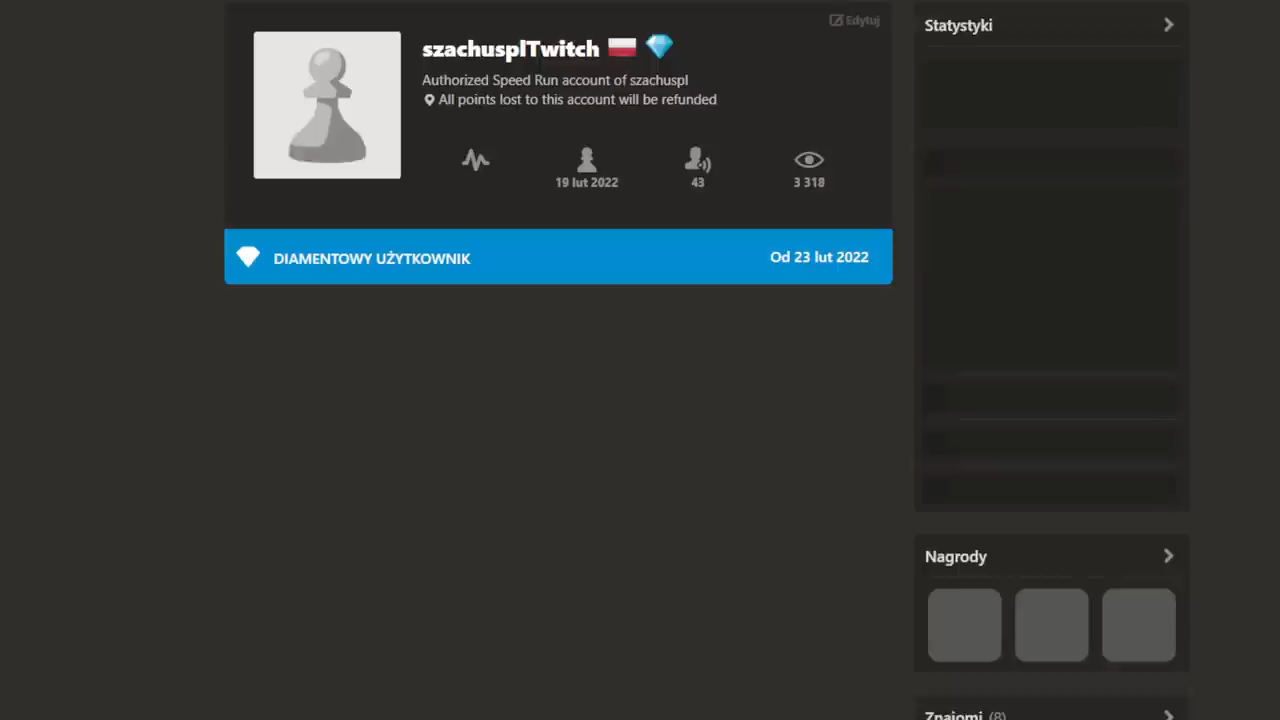 Edytuj
szachusplTwitch
Authorized Speed Run account of szachuspl
All points lost to this account will be refunded
19 lut 2022
43
3 318
DIAMENTOWY UŻYTKOWNIK
Od 23 lut 2022
Statystyki
Nagrody
Znajomi (8)